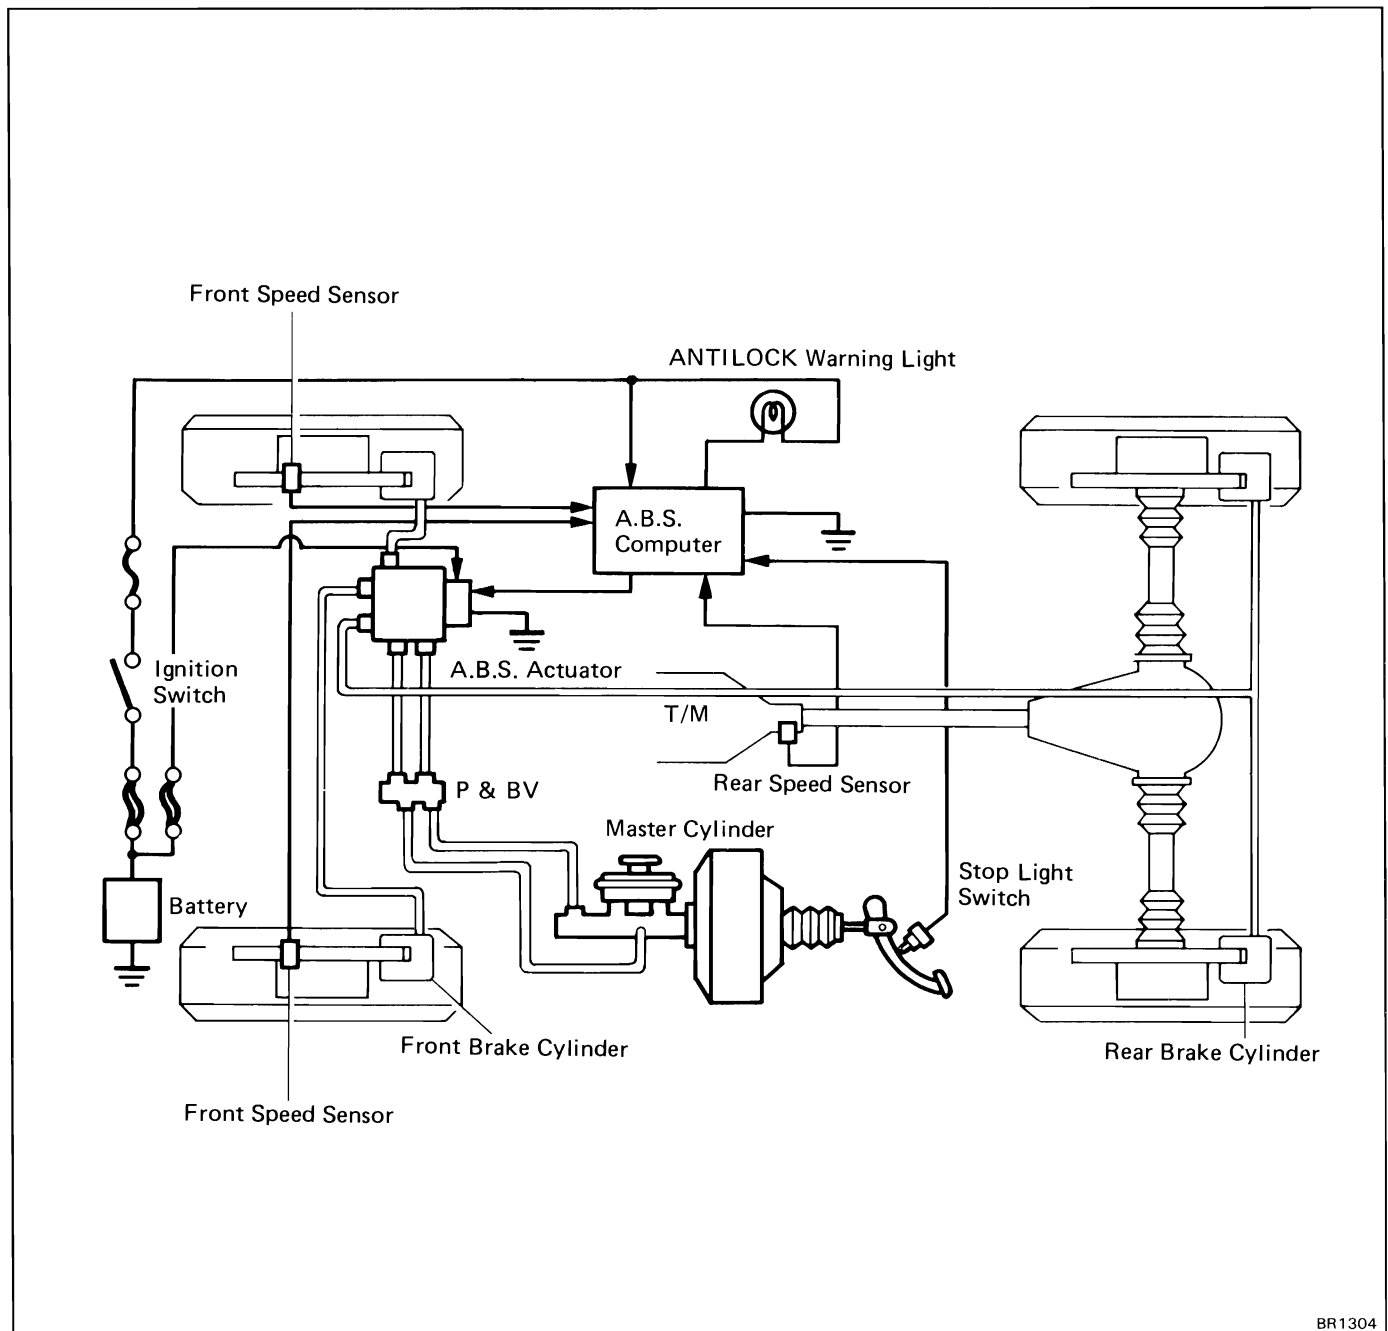 Front Speed Sensor
ANTILOCK Warning Light
A.B.S.
Computer
Ignition
Switch
A.B.S. Actuator
T/M
Rear Speed Sensor
P & BV
Master Cylinder
Stop Light
Switch
Battery
Front Brake Cylinder
Rear Brake Cylinder
Front Speed Sensor
BR1304